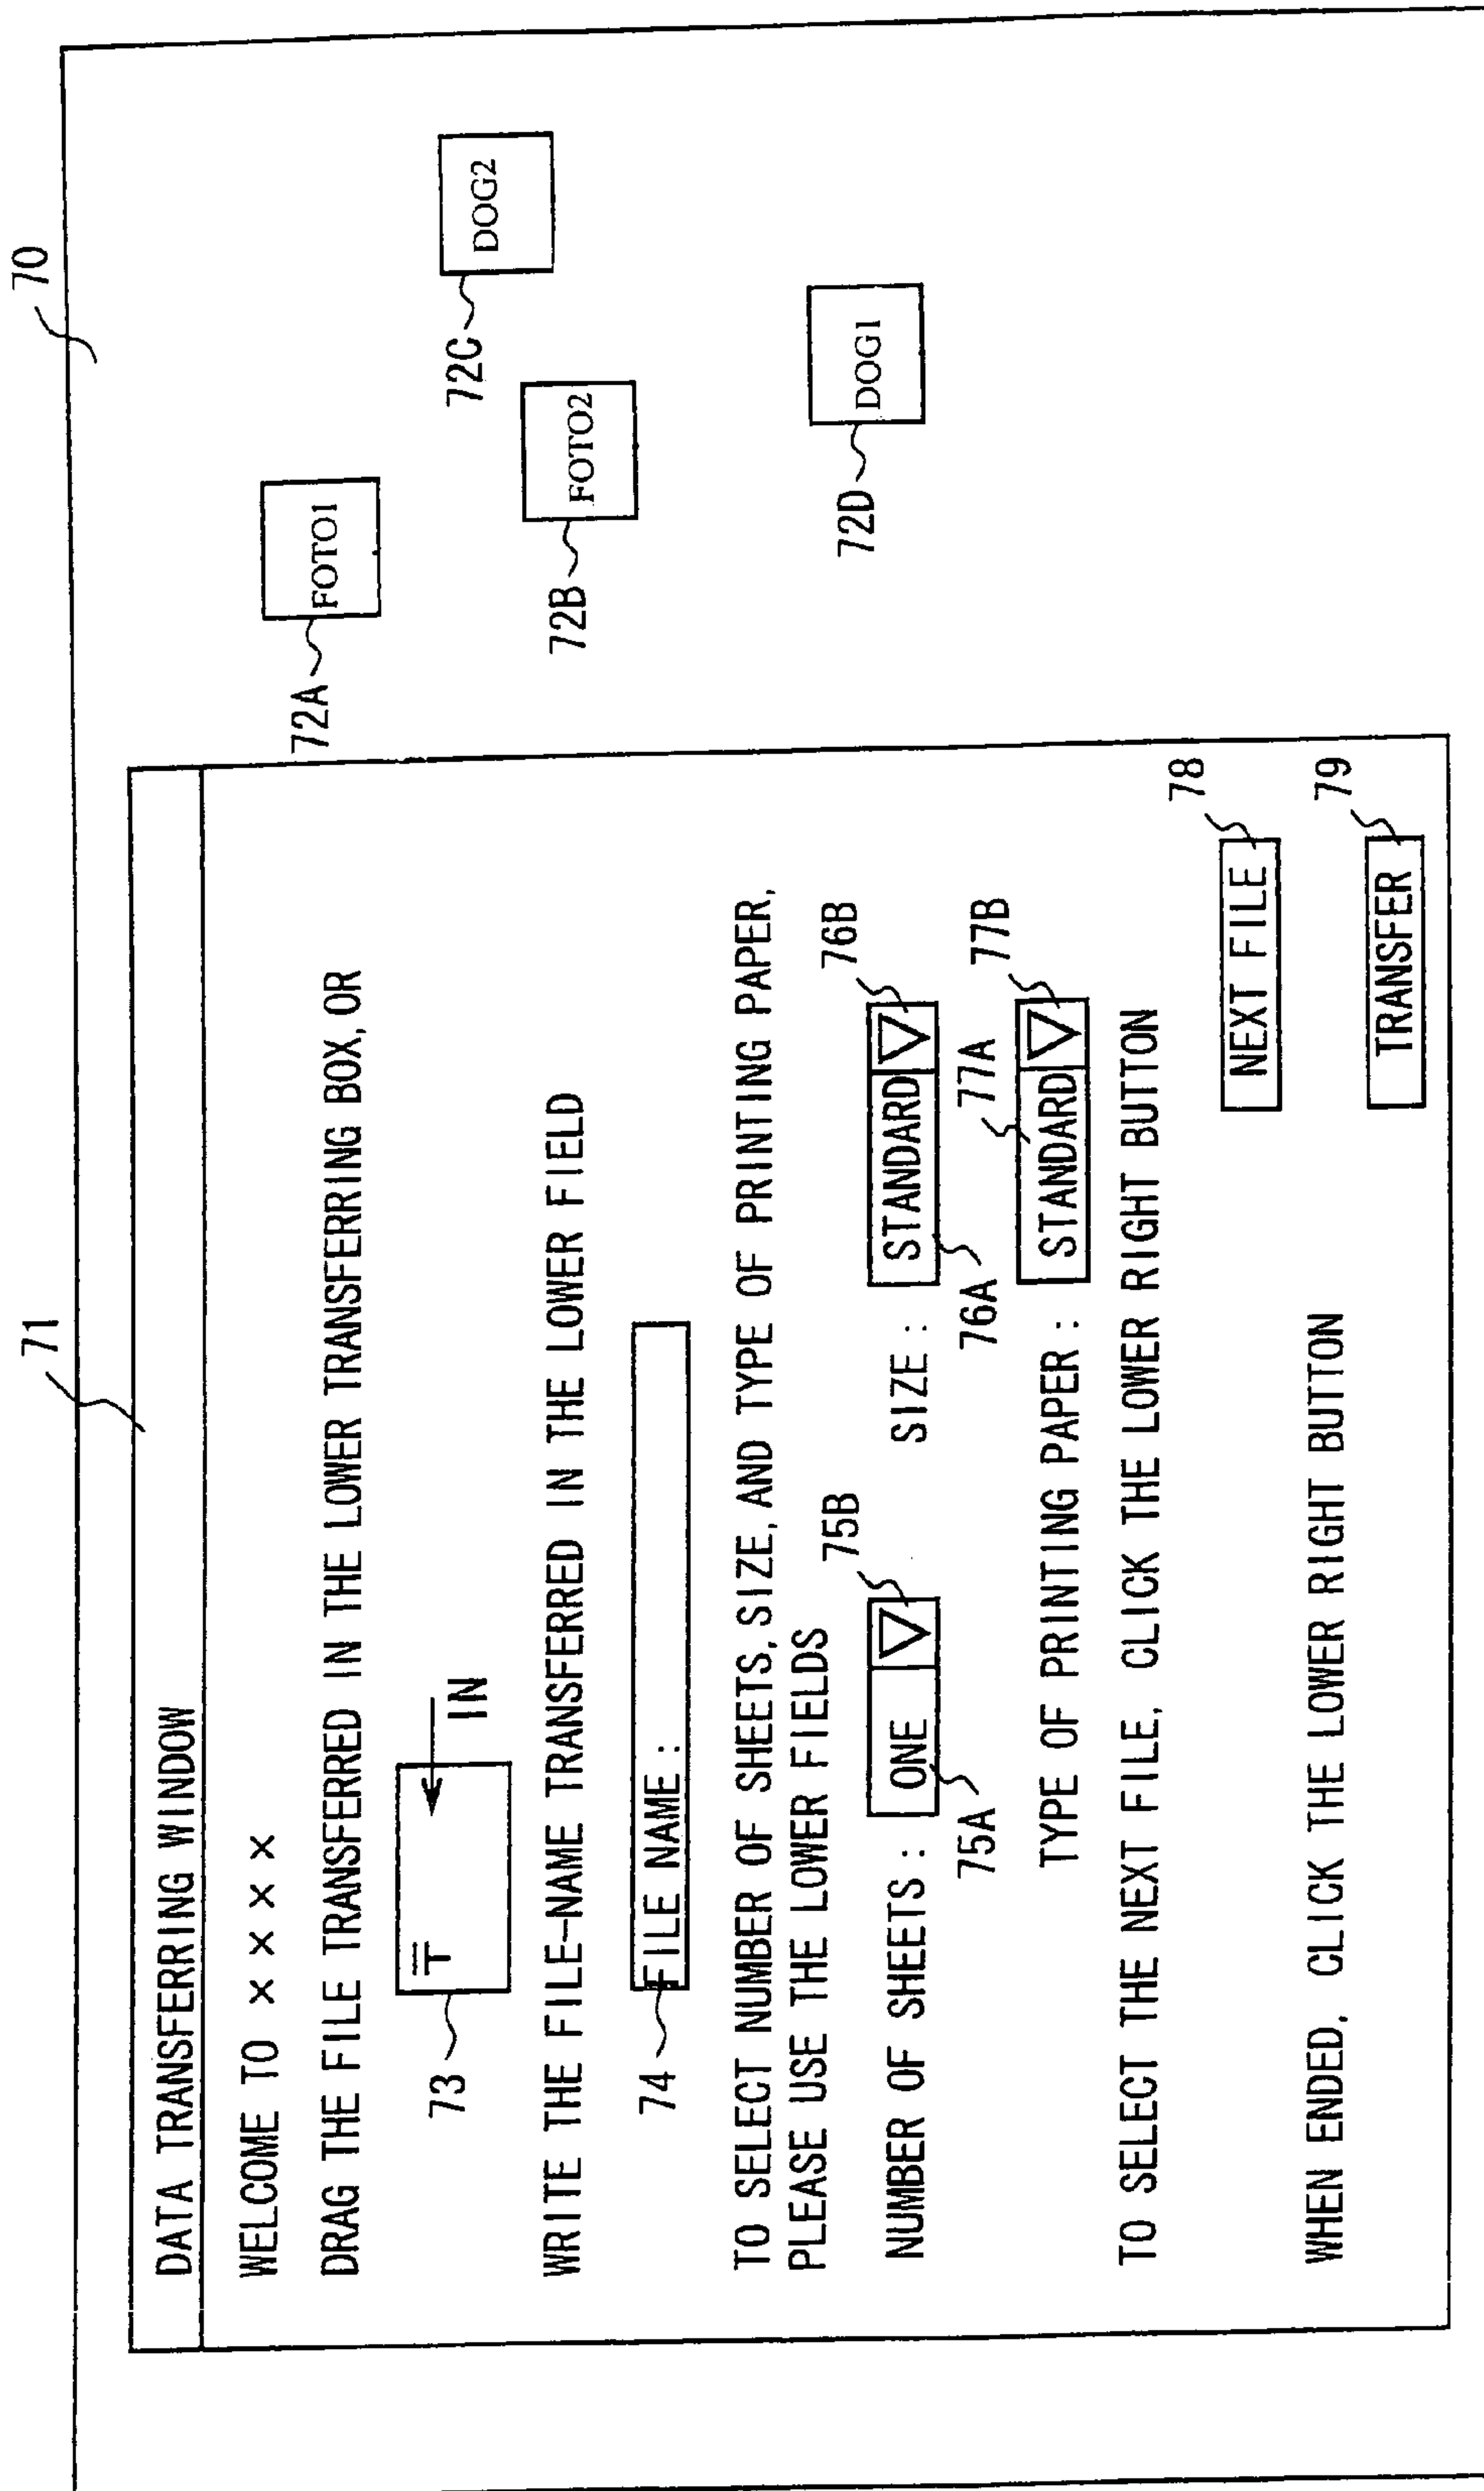 70
71
DATA TRANSFERRING WINDOW
WELCOME TO × × × ×
DRAG THE FILE TRANSFERRED IN THE LOWER TRANSFERRING BOX, OR
73
T
IN
WRITE THE FILE-NAME TRANSFERRED IN THE LOWER FIELD
74
FILE NAME :
TO SELECT NUMBER OF SHEETS, SIZE, AND TYPE OF PRINTING PAPER,
PLEASE USE THE LOWER FIELDS
75B
76B
NUMBER OF SHEETS : ONE ▽ SIZE : STANDARD ▽
75A
76A
77A
77B
TYPE OF PRINTING PAPER : STANDARD ▽
TO SELECT THE NEXT FILE, CLICK THE LOWER RIGHT BUTTON
78
NEXT FILE
WHEN ENDED, CLICK THE LOWER RIGHT BUTTON
79
TRANSFER
72A
FOTO1
72C
DOG2
72B
FOTO2
72D
DOG1